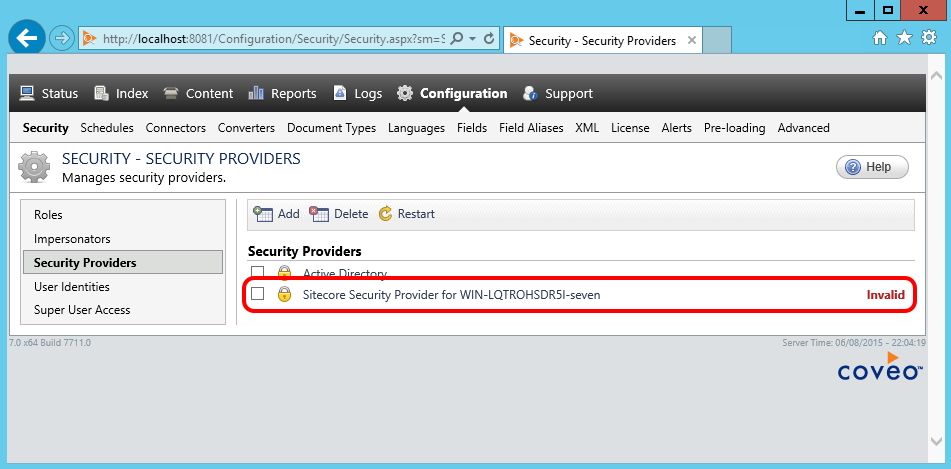 http://localhost:8081/Configuration/Security/Security.aspx?sm=S
Security - Security Providers
Status Index Content Reports Logs Configuration Support
Security Schedules Connectors Converters Document Types Languages Fields Field Aliases XML License Alerts Pre-loading Advanced
SECURITY - SECURITY PROVIDERS
Manages security providers.
Help
Roles
Impersonators
Security Providers
User Identities
Super User Access
Add Delete Restart
Security Providers
Active Directory
Sitecore Security Provider for WIN-LQTROHSDR5I-seven Invalid
7.0 x64 Build 7711.0
Server Time: 06/08/2015 - 22:04:19
coveo™